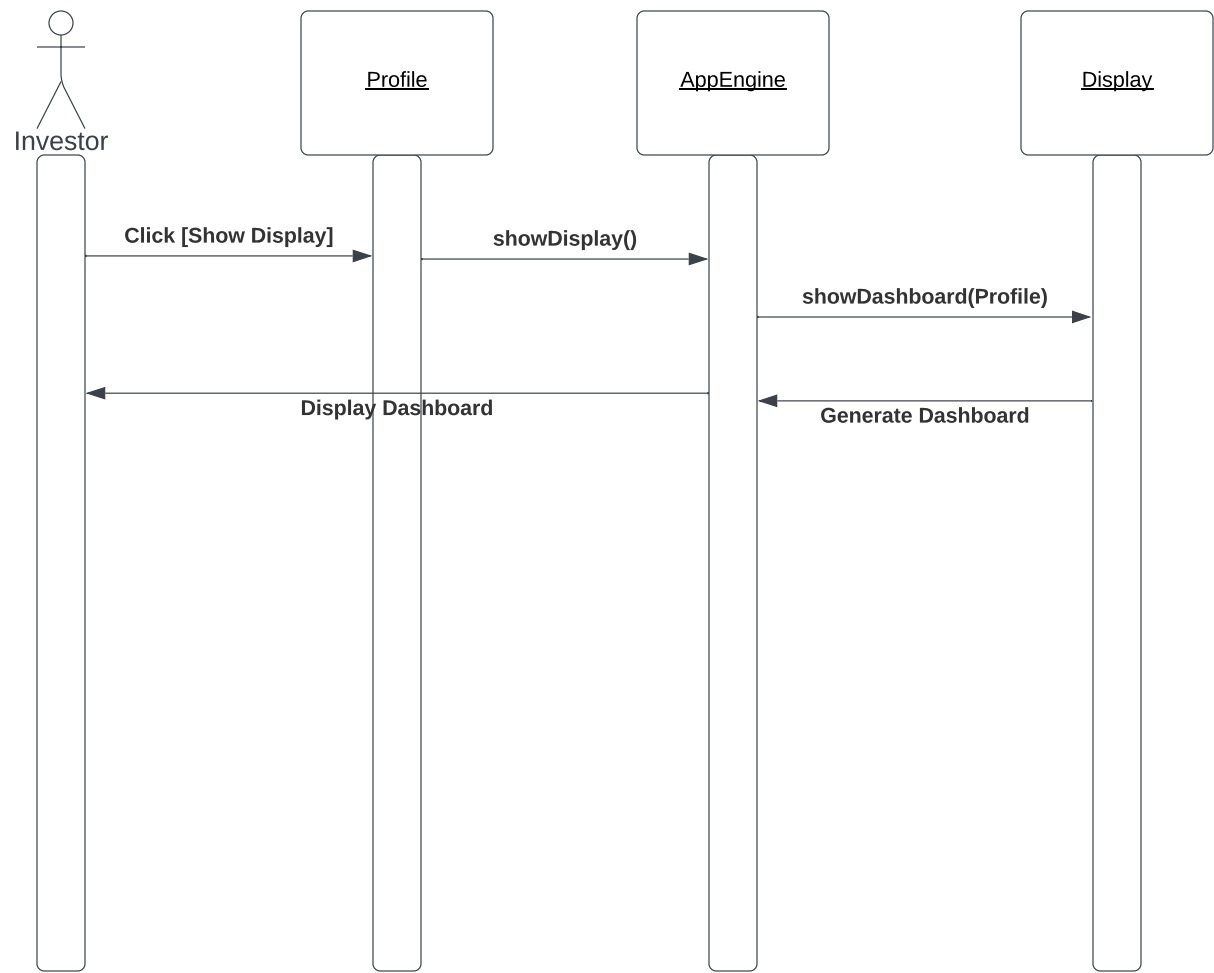 Investor
Profile
AppEngine
Display
Click [Show Display]
showDisplay()
showDashboard(Profile)
Display Dashboard
Generate Dashboard